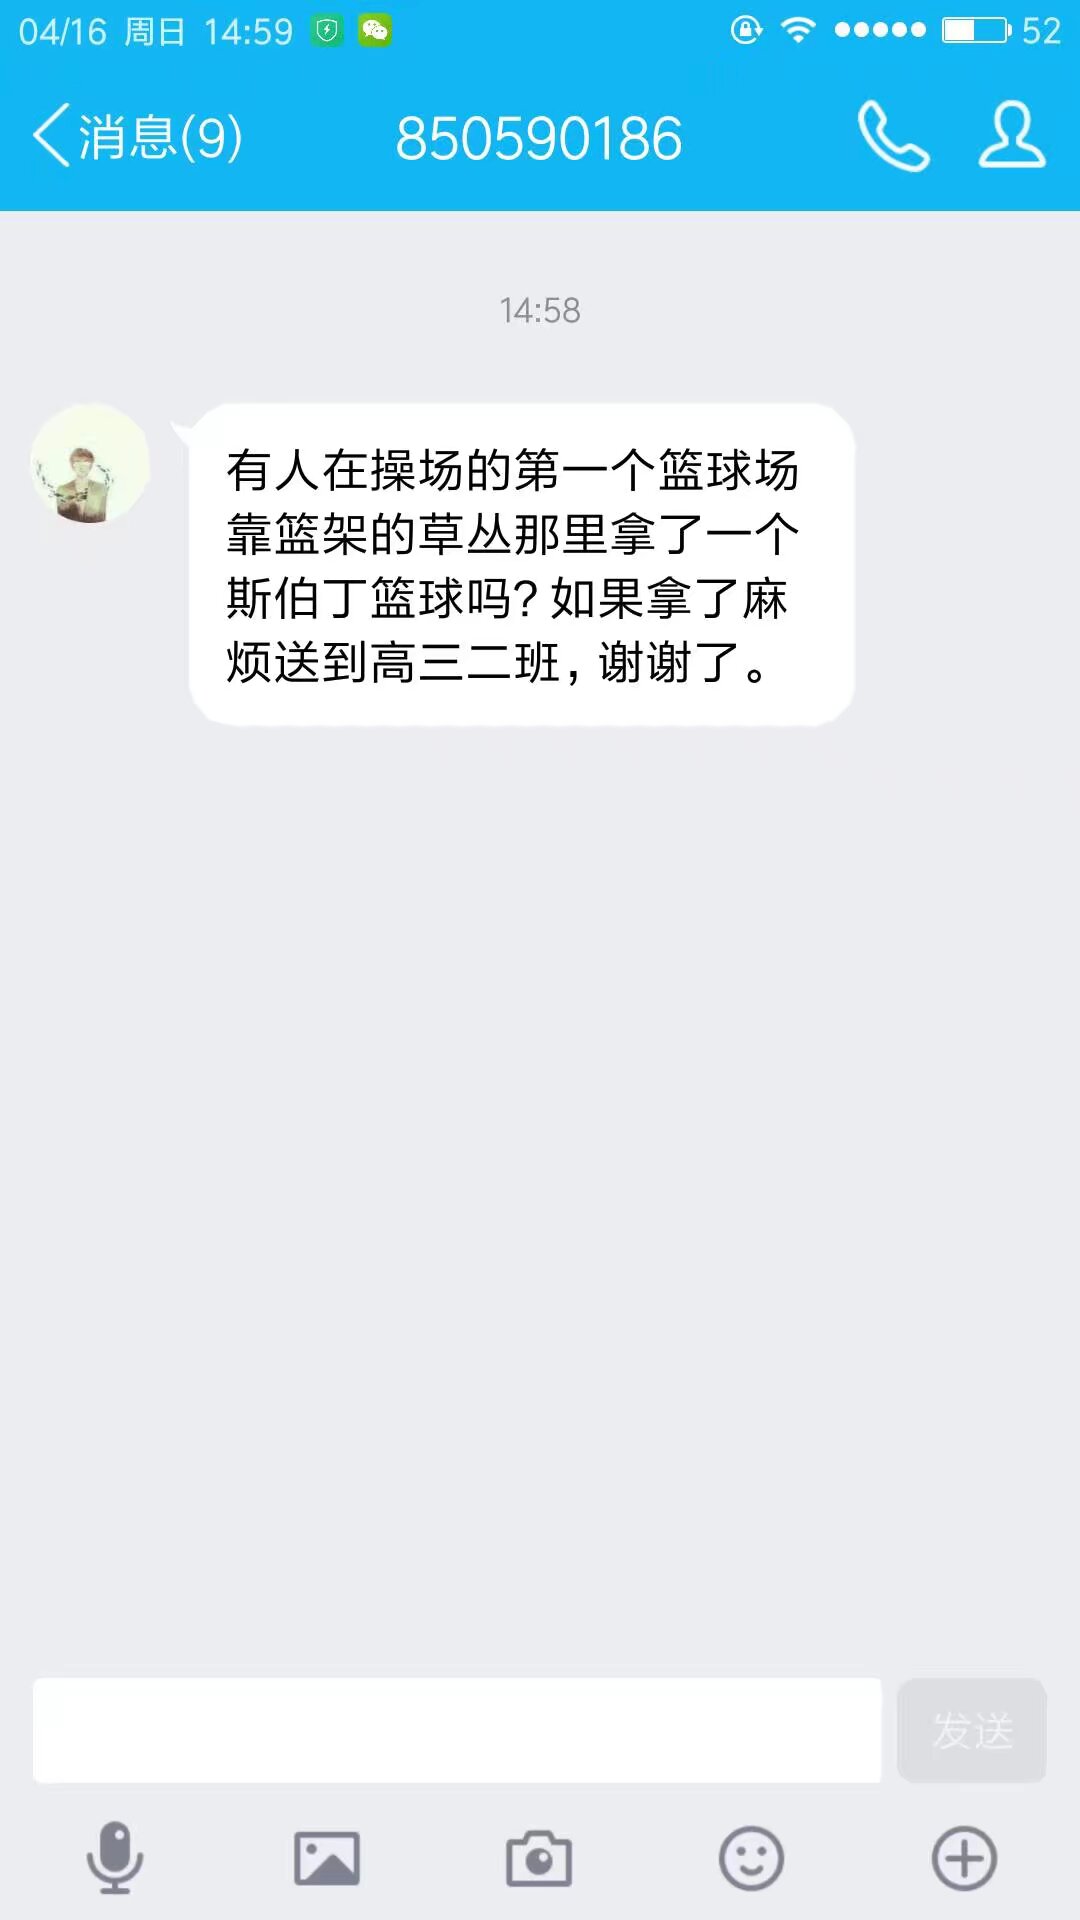 04/16 周日 14:59 52
消息(9) 850590186
14:58
有人在操场的第一个篮球场
靠篮架的草丛那里拿了一个
斯伯丁篮球吗？如果拿了麻
烦送到高三二班，谢谢了。
发送